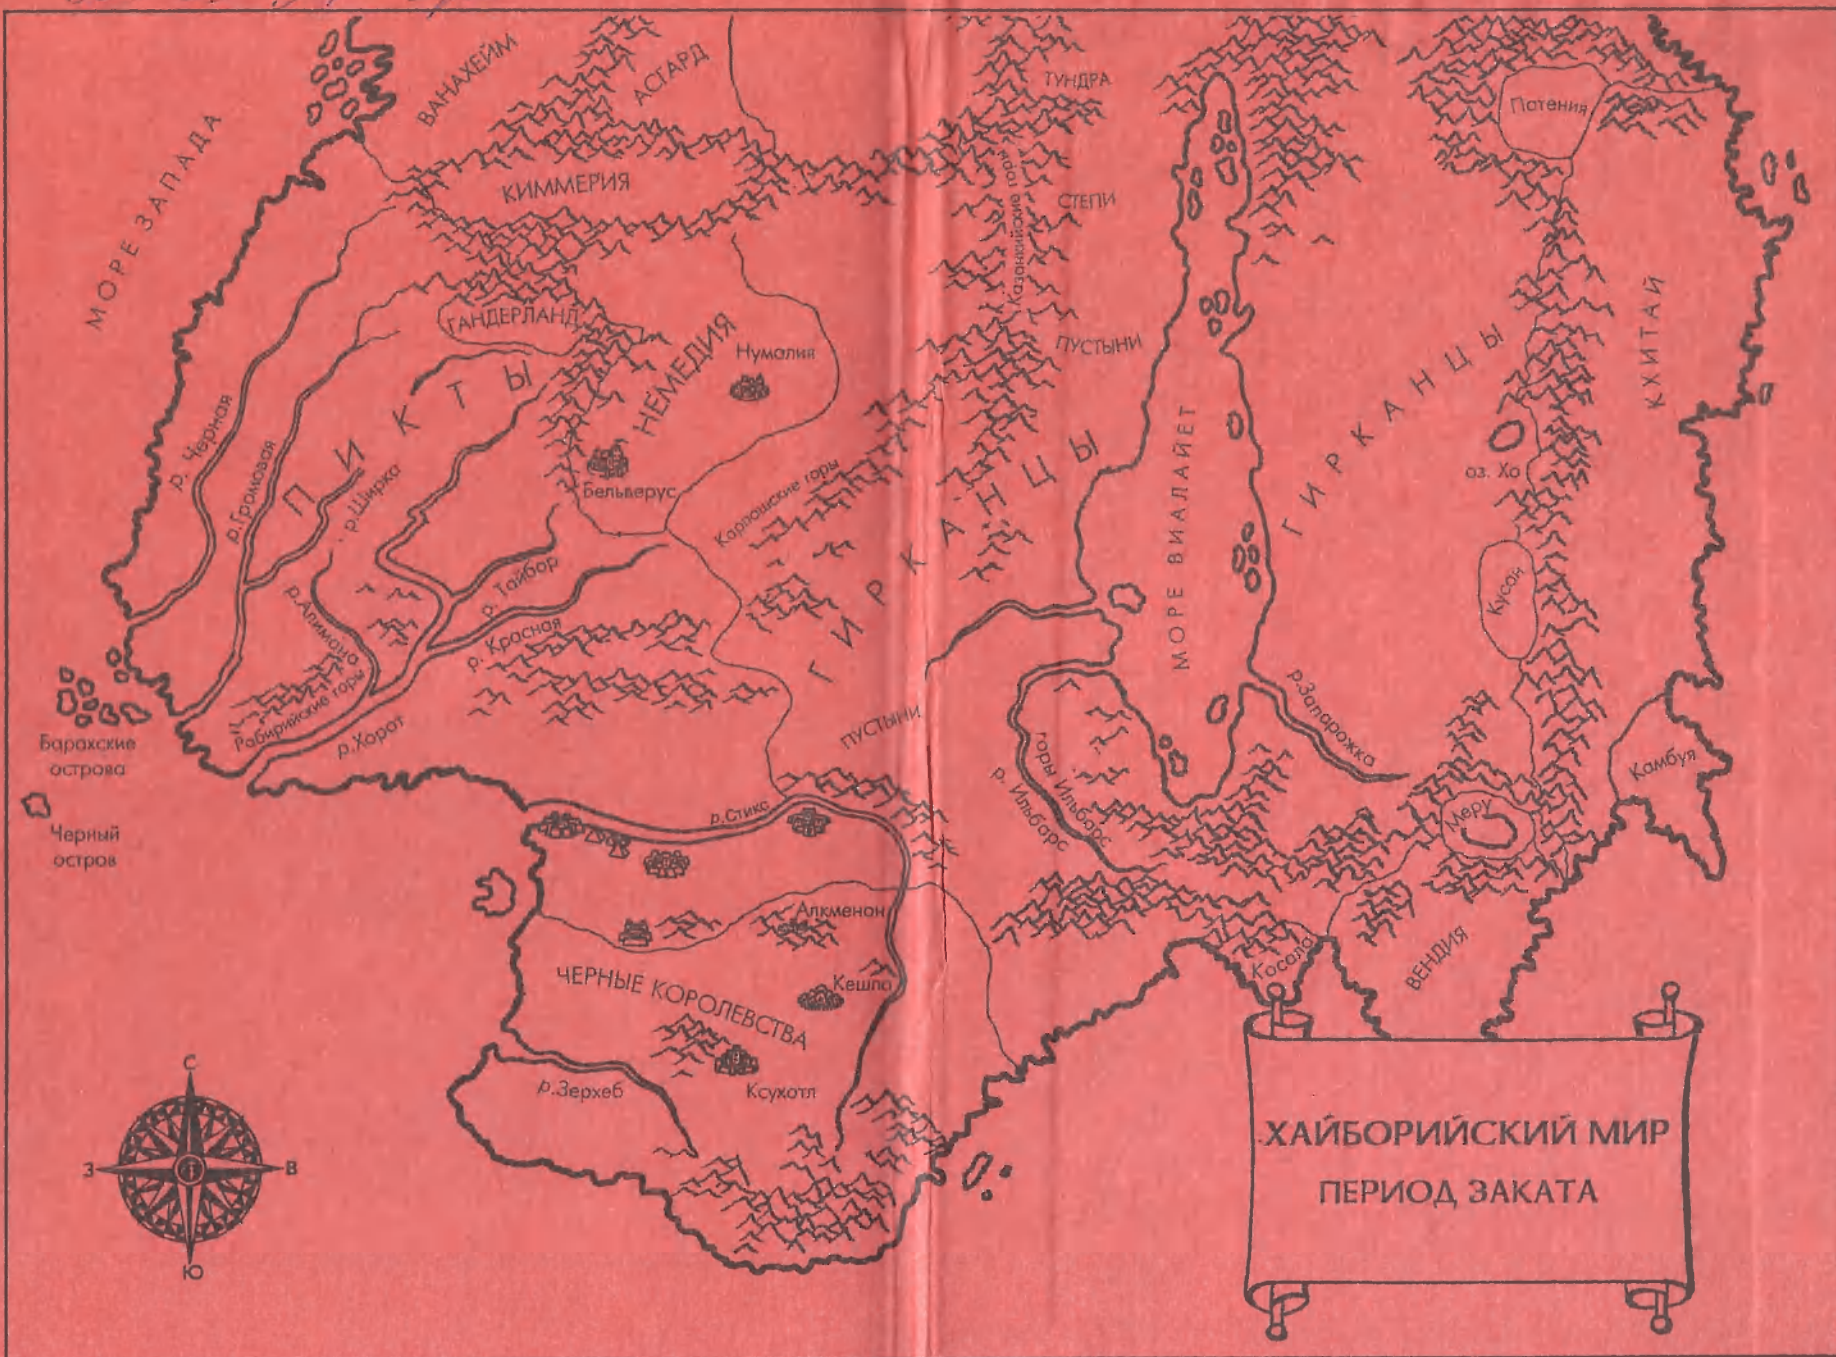 МОРЕ ЗАПАДА
ВАНАХЕЙМ
АСГАРД
ТУНДРА
Патения
КИММЕРИЯ
Казанкийские горы
СТЕПИ
ГАНДЕРЛАНД
НЕМЕДИЯ
Нумалия
ПУСТЫНИ
КХИТАЙ
р. Черная
р.Громовая
ПИКТЫ
р.Ширка
Бельверус
Карпашские горы
ГИРКАНЦЫ
МОРЕ ВИАЛАЙЕТ
ГИРКАНЦЫ
оз. Хо
Кусан
р.Алимана
р. Тайбор
р. Красная
Рабирийские горы
р.Хорот
Барахские
острова
Черный
остров
ПУСТЫНИ
р.Запарожка
горы Ильбарс
р. Ильбарс
Меру
Камбуя
р.Стикс
Алкменон
ЧЕРНЫЕ КОРОЛЕВСТВА
Кешла
Косала
ВЕНДИЯ
р.Зерхеб
Ксухотл
С
З
В
Ю
ХАЙБОРИЙСКИЙ МИР
ПЕРИОД ЗАКАТА